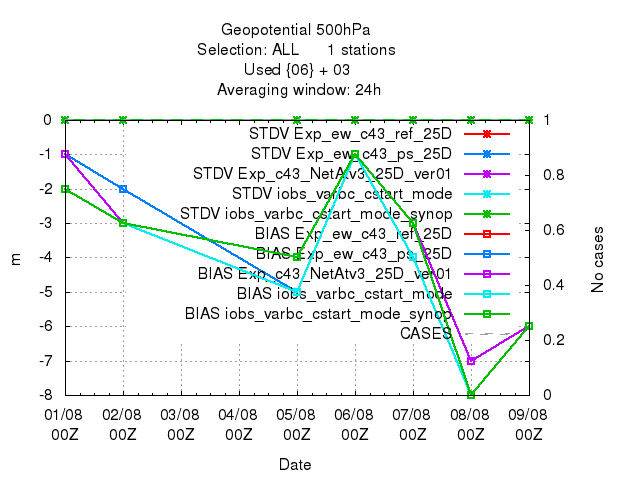 Geopotential 500hPa
Selection: ALL 1 stations
Used {06} + 03
Averaging window: 24h
0
-1
-2
-3
-4
-5
-6
-7
-8
m
STDV Exp_ew_c43_ref_25D
STDV Exp_ew_c43_ps_25D
STDV Exp_c43_NetAtv3_25D_ver01
STDV iobs_varbc_cstart_mode
STDV iobs_varbc_cstart_mode_synop
BIAS Exp_ew_c43_ref_25D
BIAS Exp_ew_c43_ps_25D
BIAS Exp_c43_NetAtv3_25D_ver01
BIAS iobs_varbc_cstart_mode
BIAS iobs_varbc_cstart_mode_synop
CASES
1
0.8
0.6
0.4
0.2
0
No cases
01/08 02/08 03/08 04/08 05/08 06/08 07/08 08/08 09/08
00Z 00Z 00Z 00Z 00Z 00Z 00Z 00Z 00Z
Date